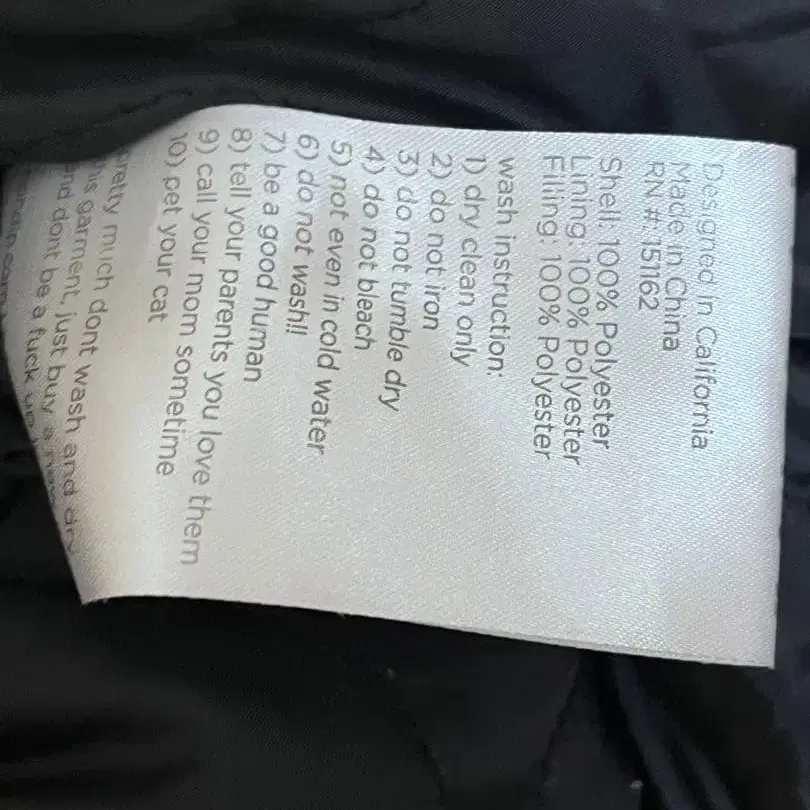 Designed in California
Made in China
RN #: 151162
Shell: 100% Polyester
Lining: 100% Polyester
Filling: 100% Polyester
wash instruction:
1) dry clean only
2) do not iron
3) do not tumble dry
4) do not bleach
5) not even in cold water
6) do not wash!!
7) be a good human
8) tell your parents you love them
9) call your mom sometime
10) pet your cat
pretty much dont wash and dry
this garment, just buy a
and dont be a fuck up